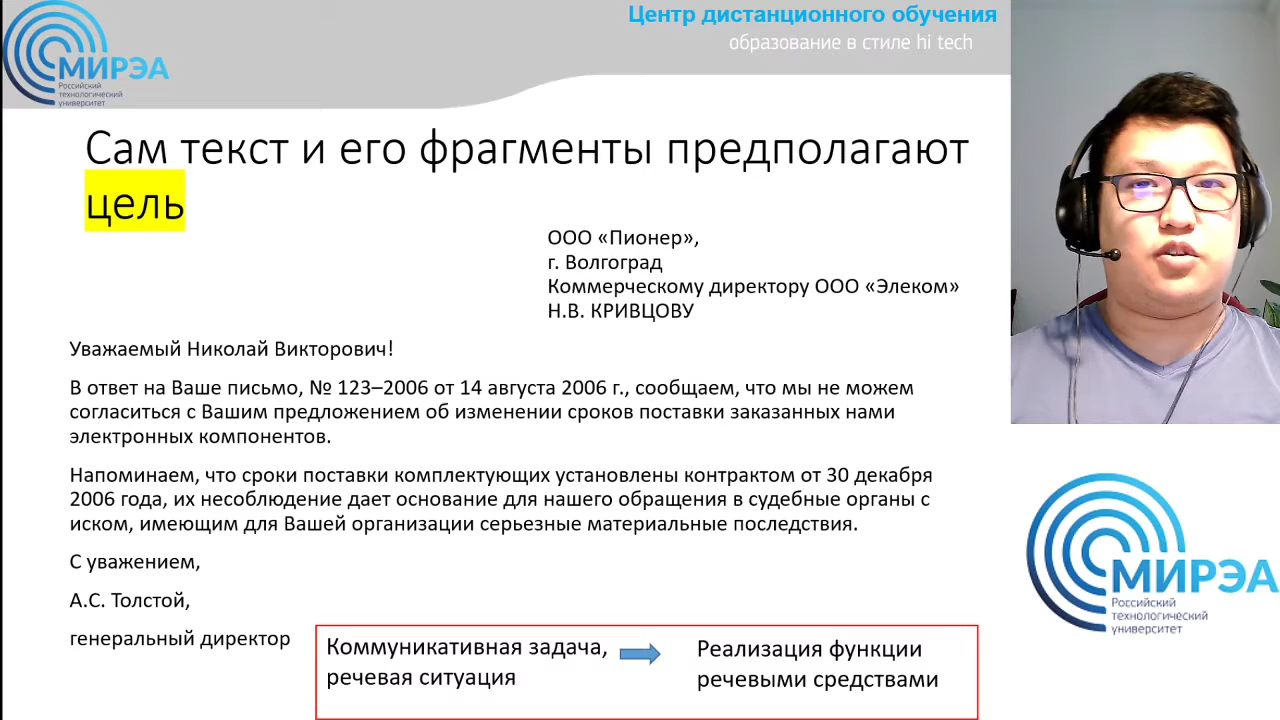 МИРЭА
Российский
технологический
университет
Центр дистанционного обучения
образование в стиле hi tech
Сам текст и его фрагменты предполагают
цель
ООО «Пионер»,
г. Волгоград
Коммерческому директору ООО «Элеком»
Н.В. КРИВЦОВУ
Уважаемый Николай Викторович!
В ответ на Ваше письмо, № 123–2006 от 14 августа 2006 г., сообщаем, что мы не можем
согласиться с Вашим предложением об изменении сроков поставки заказанных нами
электронных компонентов.
Напоминаем, что сроки поставки комплектующих установлены контрактом от 30 декабря
2006 года, их несоблюдение дает основание для нашего обращения в судебные органы с
иском, имеющим для Вашей организации серьезные материальные последствия.
С уважением,
А.С. Толстой,
генеральный директор
Коммуникативная задача,
речевая ситуация
Реализация функции
речевыми средствами
МИРЭА
Российский
технологический
университет